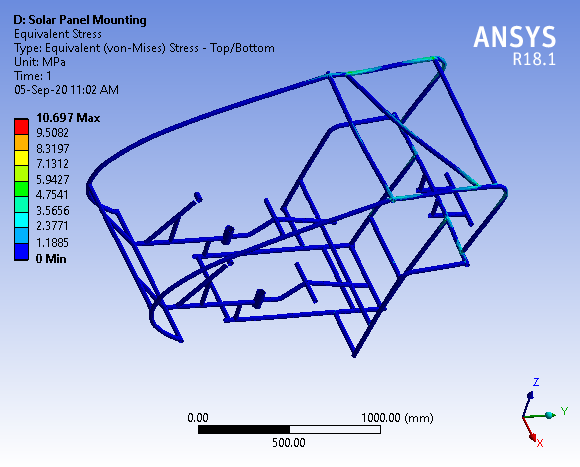 D: Solar Panel Mounting
Equivalent Stress
Type: Equivalent (von-Mises) Stress - Top/Bottom
Unit: MPa
Time: 1
05-Sep-20 11:02 AM
ANSYS
R18.1
10.697 Max
9.5082
8.3197
7.1312
5.9427
4.7541
3.5656
2.3771
1.1885
0 Min
0.00
1000.00 (mm)
500.00
Z
Y
X